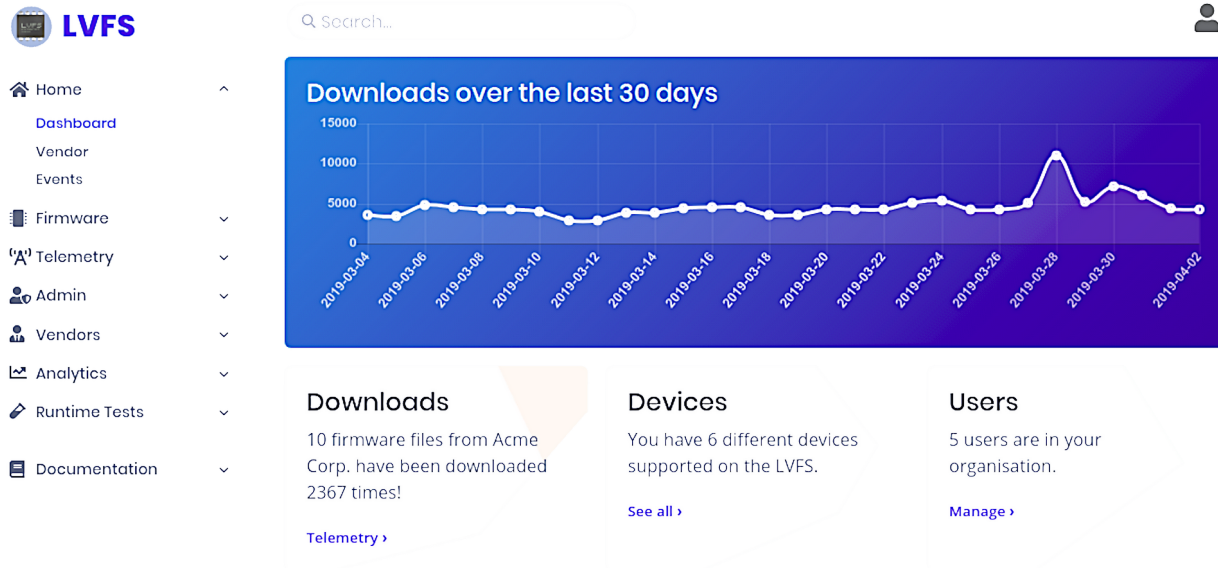 LVFS
Search...
Home
Dashboard
Vendor
Events
Firmware
Telemetry
Admin
Vendors
Analytics
Runtime Tests
Documentation
Downloads over the last 30 days
15000
10000
5000
0
2019-03-04
2019-03-06
2019-03-08
2019-03-10
2019-03-12
2019-03-14
2019-03-16
2019-03-18
2019-03-20
2019-03-22
2019-03-24
2019-03-26
2019-03-28
2019-03-30
2019-04-02
Downloads
10 firmware files from Acme
Corp. have been downloaded
2367 times!
Telemetry ›
Devices
You have 6 different devices
supported on the LVFS.
See all ›
Users
5 users are in your
organisation.
Manage ›